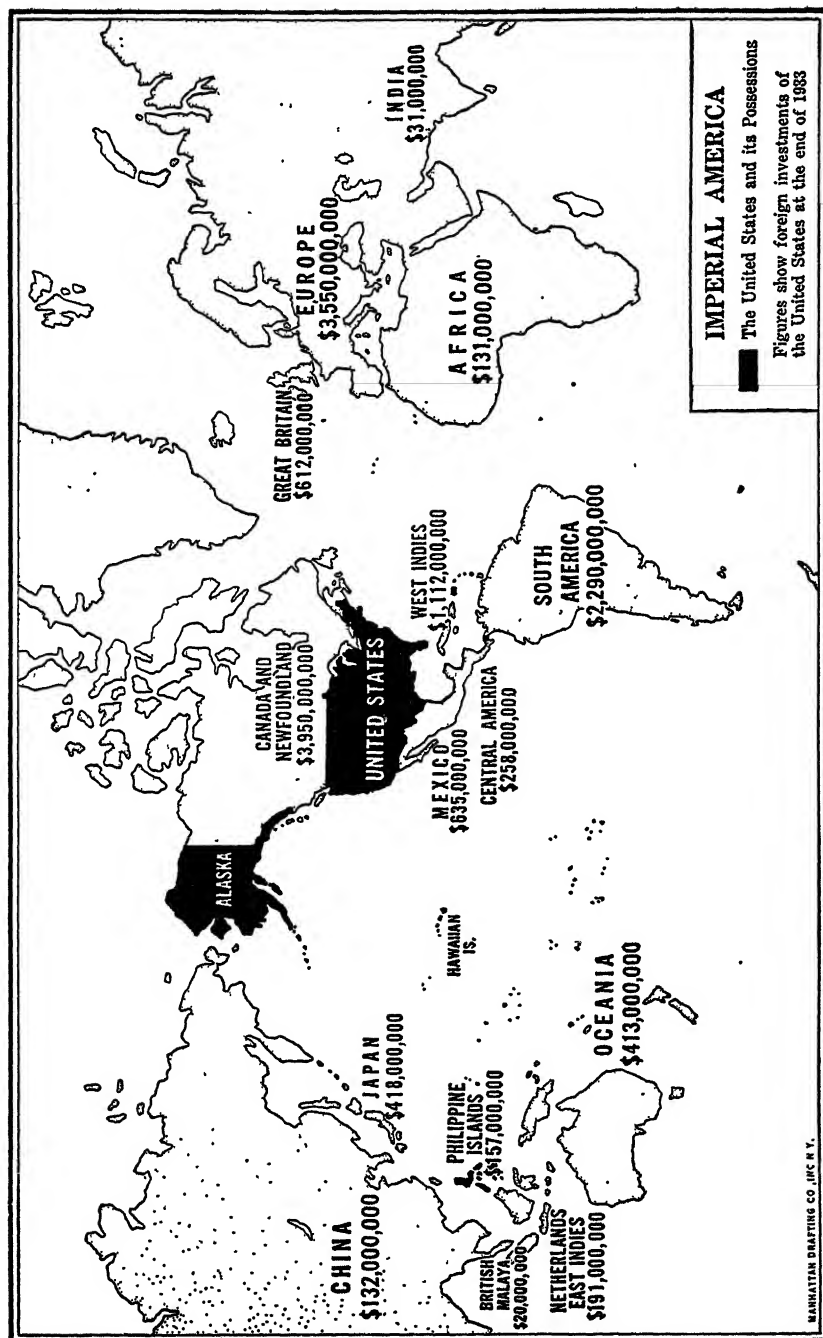 IMPERIAL AMERICA
The United States and its Possessions
Figures show foreign investments of
the United States at the end of 1933
ALASKA
CANADA AND
NEWFOUNDLAND
$3,950,000,000
UNITED STATES
WEST INDIES
$1,112,000,000
MEXICO
$635,000,000
CENTRAL AMERICA
$258,000,000
SOUTH
AMERICA
$2,290,000,000
GREAT BRITAIN
$612,000,000
EUROPE
$3,550,000,000
AFRICA
$131,000,000
INDIA
$31,000,000
CHINA
$132,000,000
JAPAN
$418,000,000
PHILIPPINE
ISLANDS
$157,000,000
BRITISH
MALAYA
$20,000,000
NETHERLANDS
EAST INDIES
$191,000,000
HAWAIIAN
IS.
OCEANIA
$413,000,000
MANHATTAN DRAFTING CO., INC N Y.